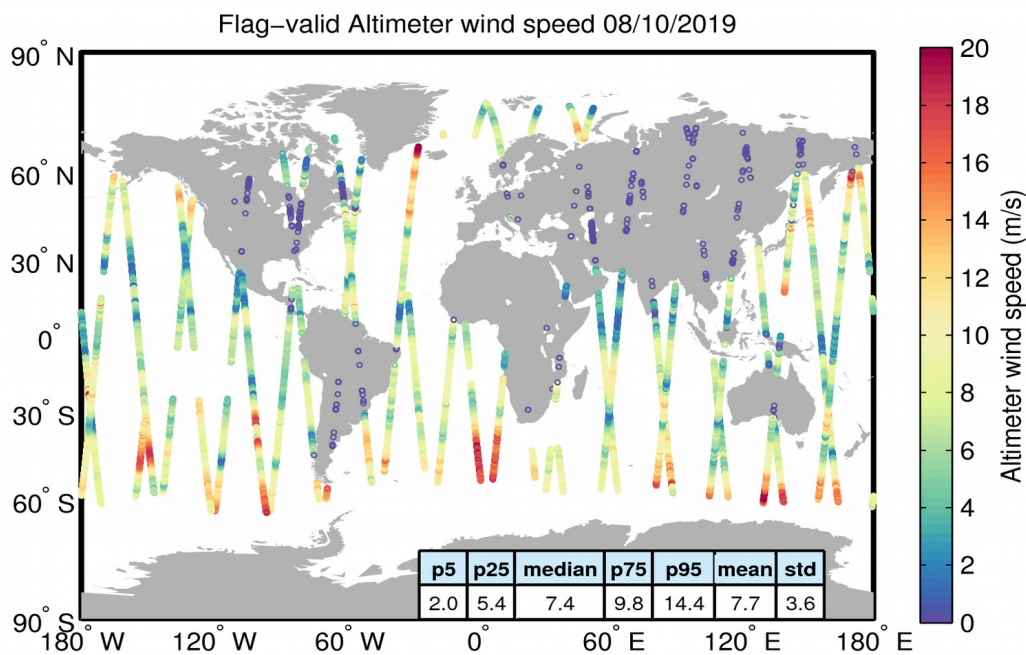 Flag-valid Altimeter wind speed 08/10/2019
90° N
60° N
30° N
0°
30° S
60° S
90° S
180° W
120° W
60° W
0°
60° E
120° E
180° E
p5 p25 median p75 p95 mean std
2.0 5.4 7.4 9.8 14.4 7.7 3.6
20
18
16
14
12
10
8
6
4
2
0
Altimeter wind speed (m/s)